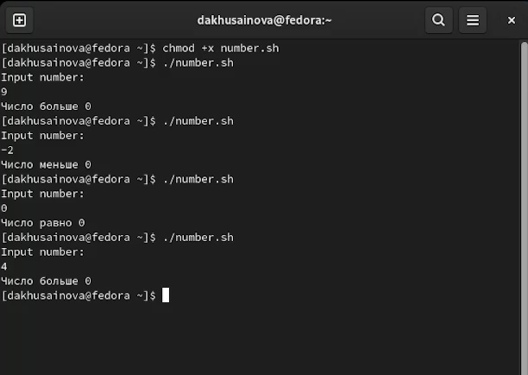 dakhusainova@fedora:~
[dakhusainova@fedora ~]$ chmod +x number.sh
[dakhusainova@fedora ~]$ ./number.sh
Input number:
9
Число больше 0
[dakhusainova@fedora ~]$ ./number.sh
Input number:
-2
Число меньше 0
[dakhusainova@fedora ~]$ ./number.sh
Input number:
0
Число равно 0
[dakhusainova@fedora ~]$ ./number.sh
Input number:
4
Число больше 0
[dakhusainova@fedora ~]$